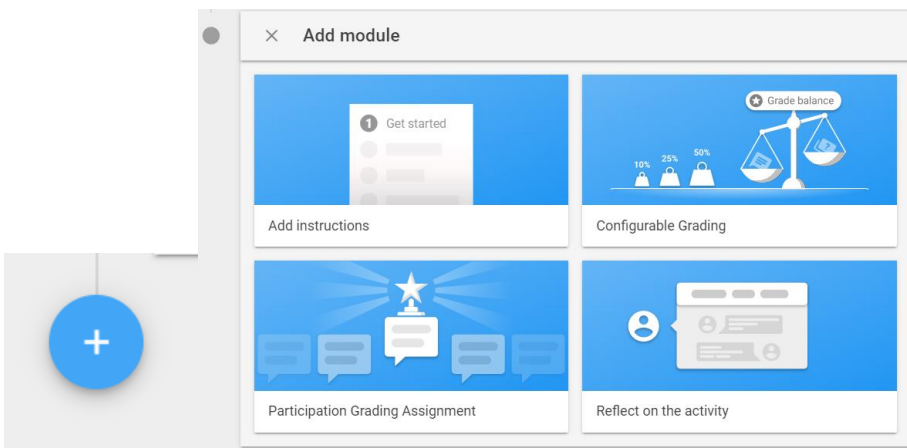 Add module
1 Get started
Grade balance
10% 25% 50%
Add instructions
Configurable Grading
Participation Grading Assignment
Reflect on the activity